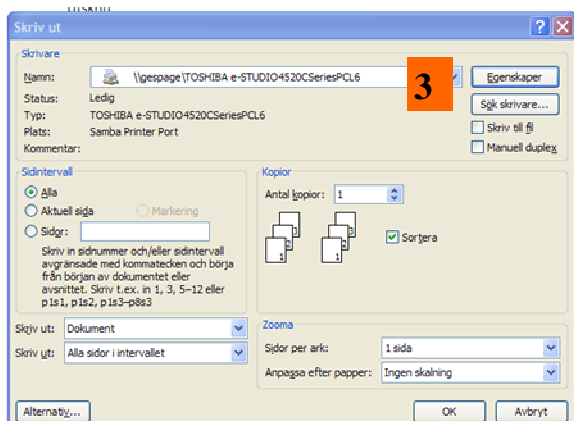 Skriv ut
Skrivare
Namn: \\gespage\TOSHIBA e-STUDIO4520CSeriesPCL6
3
Egenskaper
Status: Ledig
Sök skrivare...
Typ: TOSHIBA e-STUDIO4520CSeriesPCL6
Plats: Samba Printer Port
Skriv til fil
Kommentar:
Manuell duplex
Sidintervall
Alla
Aktuell sida
Markering
Sidor:
Skriv in sidnummer och/eller sidintervall
avgränsade med kommatecken och börja
från början av dokumentet eller
avsnittet. Skriv t.ex. in 1, 3, 5–12 eller
p1s1, p1s2, p1s3–p8s3
Kopior
Antal kopior: 1
Sortera
Skriv ut: Dokument
Skriv ut: Alla sidor i intervallet
Zooma
Sidor per ark: 1 sida
Anpassa efter papper: Ingen skalning
Alternativ...
OK
Avbryt